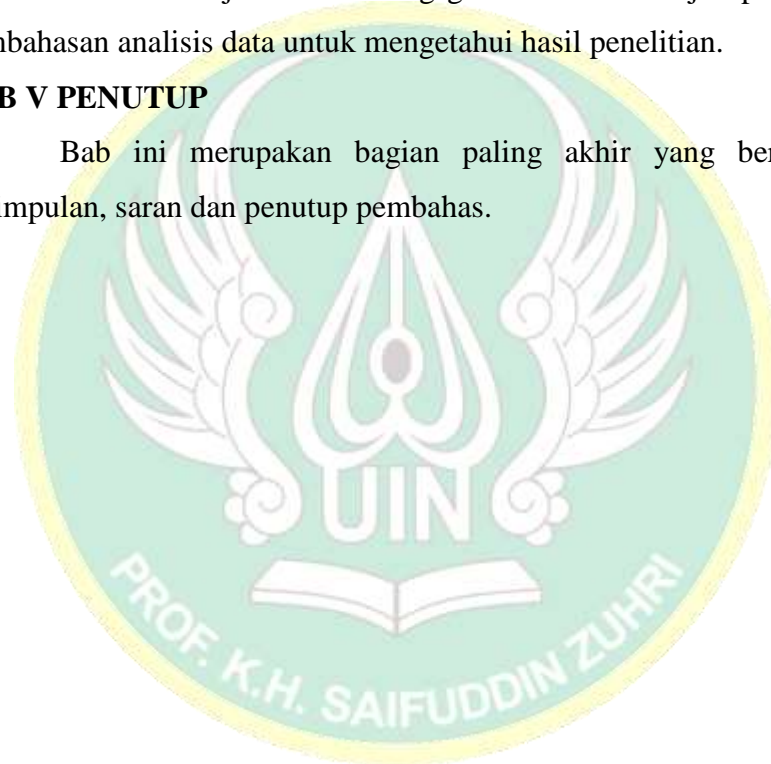 mbahasan analisis data untuk mengetahui hasil penelitian.
B V PENUTUP
Bab ini merupakan bagian paling akhir yang ber
impulan, saran dan penutup pembahas.
UIN
PROF. K.H. SAIFUDDIN ZUHRI